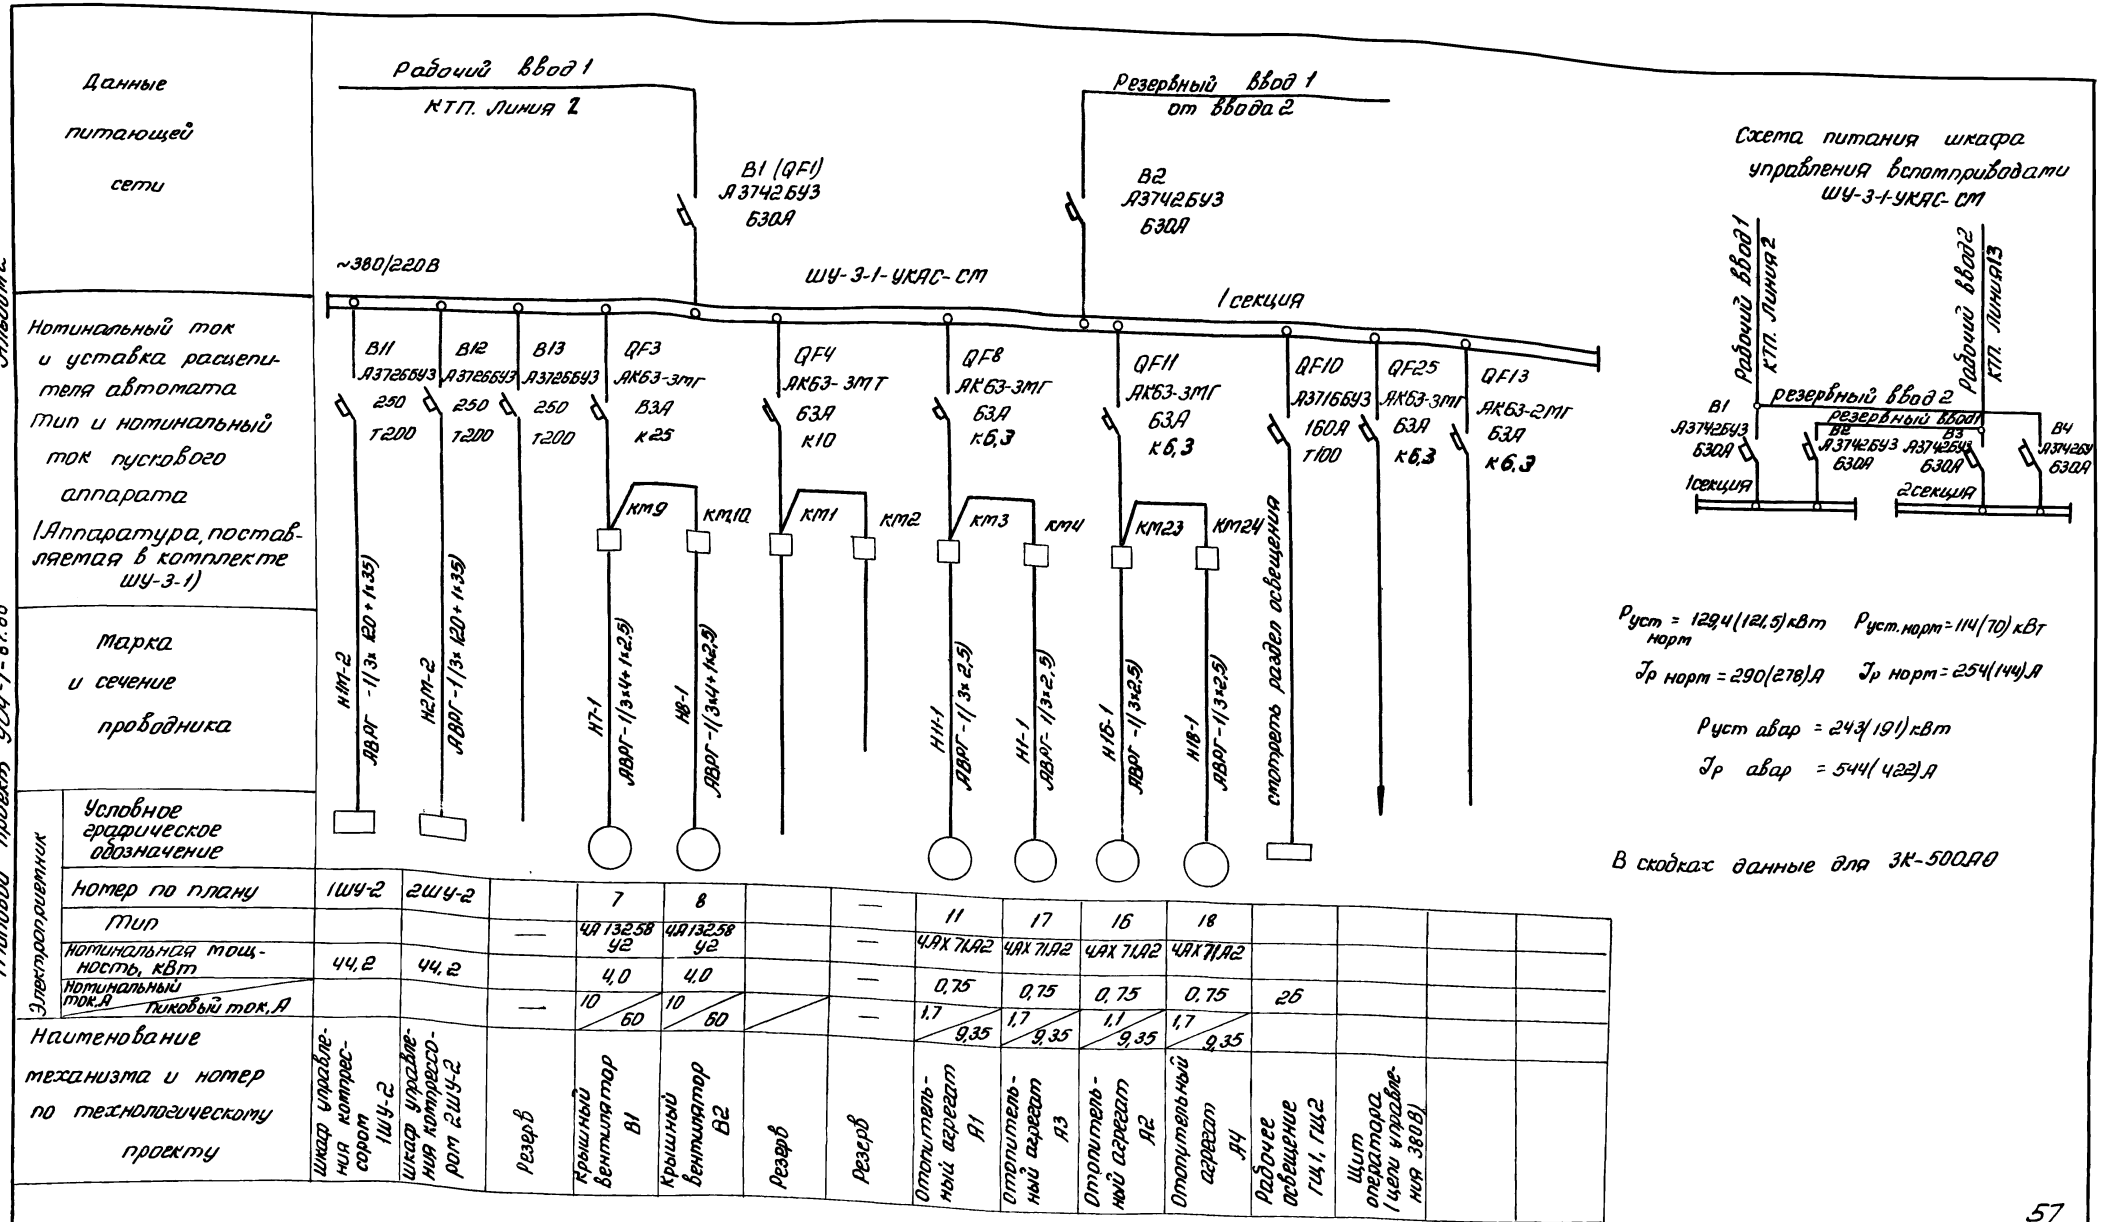 Данные
питающей
сети
Рабочий ввод 1
КТП. Линия 2
Резервный ввод 1
от ввода 2
В1 (QF1)
А3742БУ3
630А
В2
А3742БУ3
630А
~380/220В
ШУ-3-1-УКАС-СМ
1 секция
Схема питания шкафа
управления вспомприводами
ШУ-3-1-УКАС-СМ
Рабочий ввод 1
КТП. Линия 2
Рабочий ввод 2
КТП. Линия 13
резервный ввод 2
резервный ввод 1
В1
А3742БУ3
630А
В2
А3742БУ3
630А
В3
А3742БУ3
630А
В4
А3742БУ
630А
1 секция
2 секция
Номинальный ток
и уставка расцепи-
теля автомата
Тип и номинальный
ток пускового
аппарата
(Аппаратура, постав-
ляемая в комплекте
ШУ-3-1)
В11
А3726БУ3
250
Т200
В12
А3726БУ3
250
Т200
В13
А3726БУ3
250
Т200
QF3
АК63-3МГ
В3А
К25
QF4
АК63-3МТ
63А
К10
QF8
АК63-3МГ
63А
К6,3
QF11
АК63-3МГ
63А
К6,3
QF10
А3716БУ3
160А
Т100
QF25
АК63-3МГ
63А
К6,3
QF13
АК63-2МГ
63А
К6,3
КМ9
КМ10
КМ1
КМ2
КМ3
КМ4
КМ23
КМ24
Марка
и сечение
проводника
Н1М-2
АВРГ-1(3×120+1×35)
Н2М-2
АВРГ-1(3×120+1×35)
Н7-1
АВРГ-1(3×4+1×2,5)
Н8-1
АВРГ-1(3×4+1×2,5)
Н11-1
АВРГ-1(3×2,5)
Н1-1
АВРГ-1(3×2,5)
Н16-1
АВРГ-1(3×2,5)
Н18-1
АВРГ-1(3×2,5)
смотреть раздел освещения
Руст норм = 129,4(121,5)кВт Руст.норм=114(70)кВт
Jр норм = 290(278)А Jр норм = 254(144)А
Руст авар = 243(191)кВт
Jр авар = 544(422)А
В скобках данные для 3К-500А0
Электроприемник
Условное
графическое
обозначение
Номер по плану 1ШУ-2 2ШУ-2 7 8 — 11 17 16 18
Тип — 4А132S8 У2 4А132S8 У2 — 4АХ71А2 4АХ71А2 4АХ71А2 4АХ71А2
Номинальная мощ-
ность, кВт 44,2 44,2 4,0 4,0 0,75 0,75 0,75 0,75 26
Номинальный
ток.А пиковый ток, А — 10 60 10 60 — 1,7 9,35 1,7 9,35 1,1 9,35 1,7 9,35
Наименование
механизма и номер
по технологическому
проекту
Шкаф управле-
ния компрес-
сором
1ШУ-2
Шкаф управле-
ния компрессо-
ром 2ШУ-2
Резерв
Крышный
вентилятор
В1
Крышный
вентилятор
В2
Резерв
Резерв
Отопитель-
ный агрегат
А1
Отопитель-
ный агрегат
А3
Отопитель-
ный агрегат
А2
Отопительный
агрегат
А4
Рабочее
освещение
ГЩ1, ГЩ2
Щит
оператора
(цепи управле-
ния 380В)
57